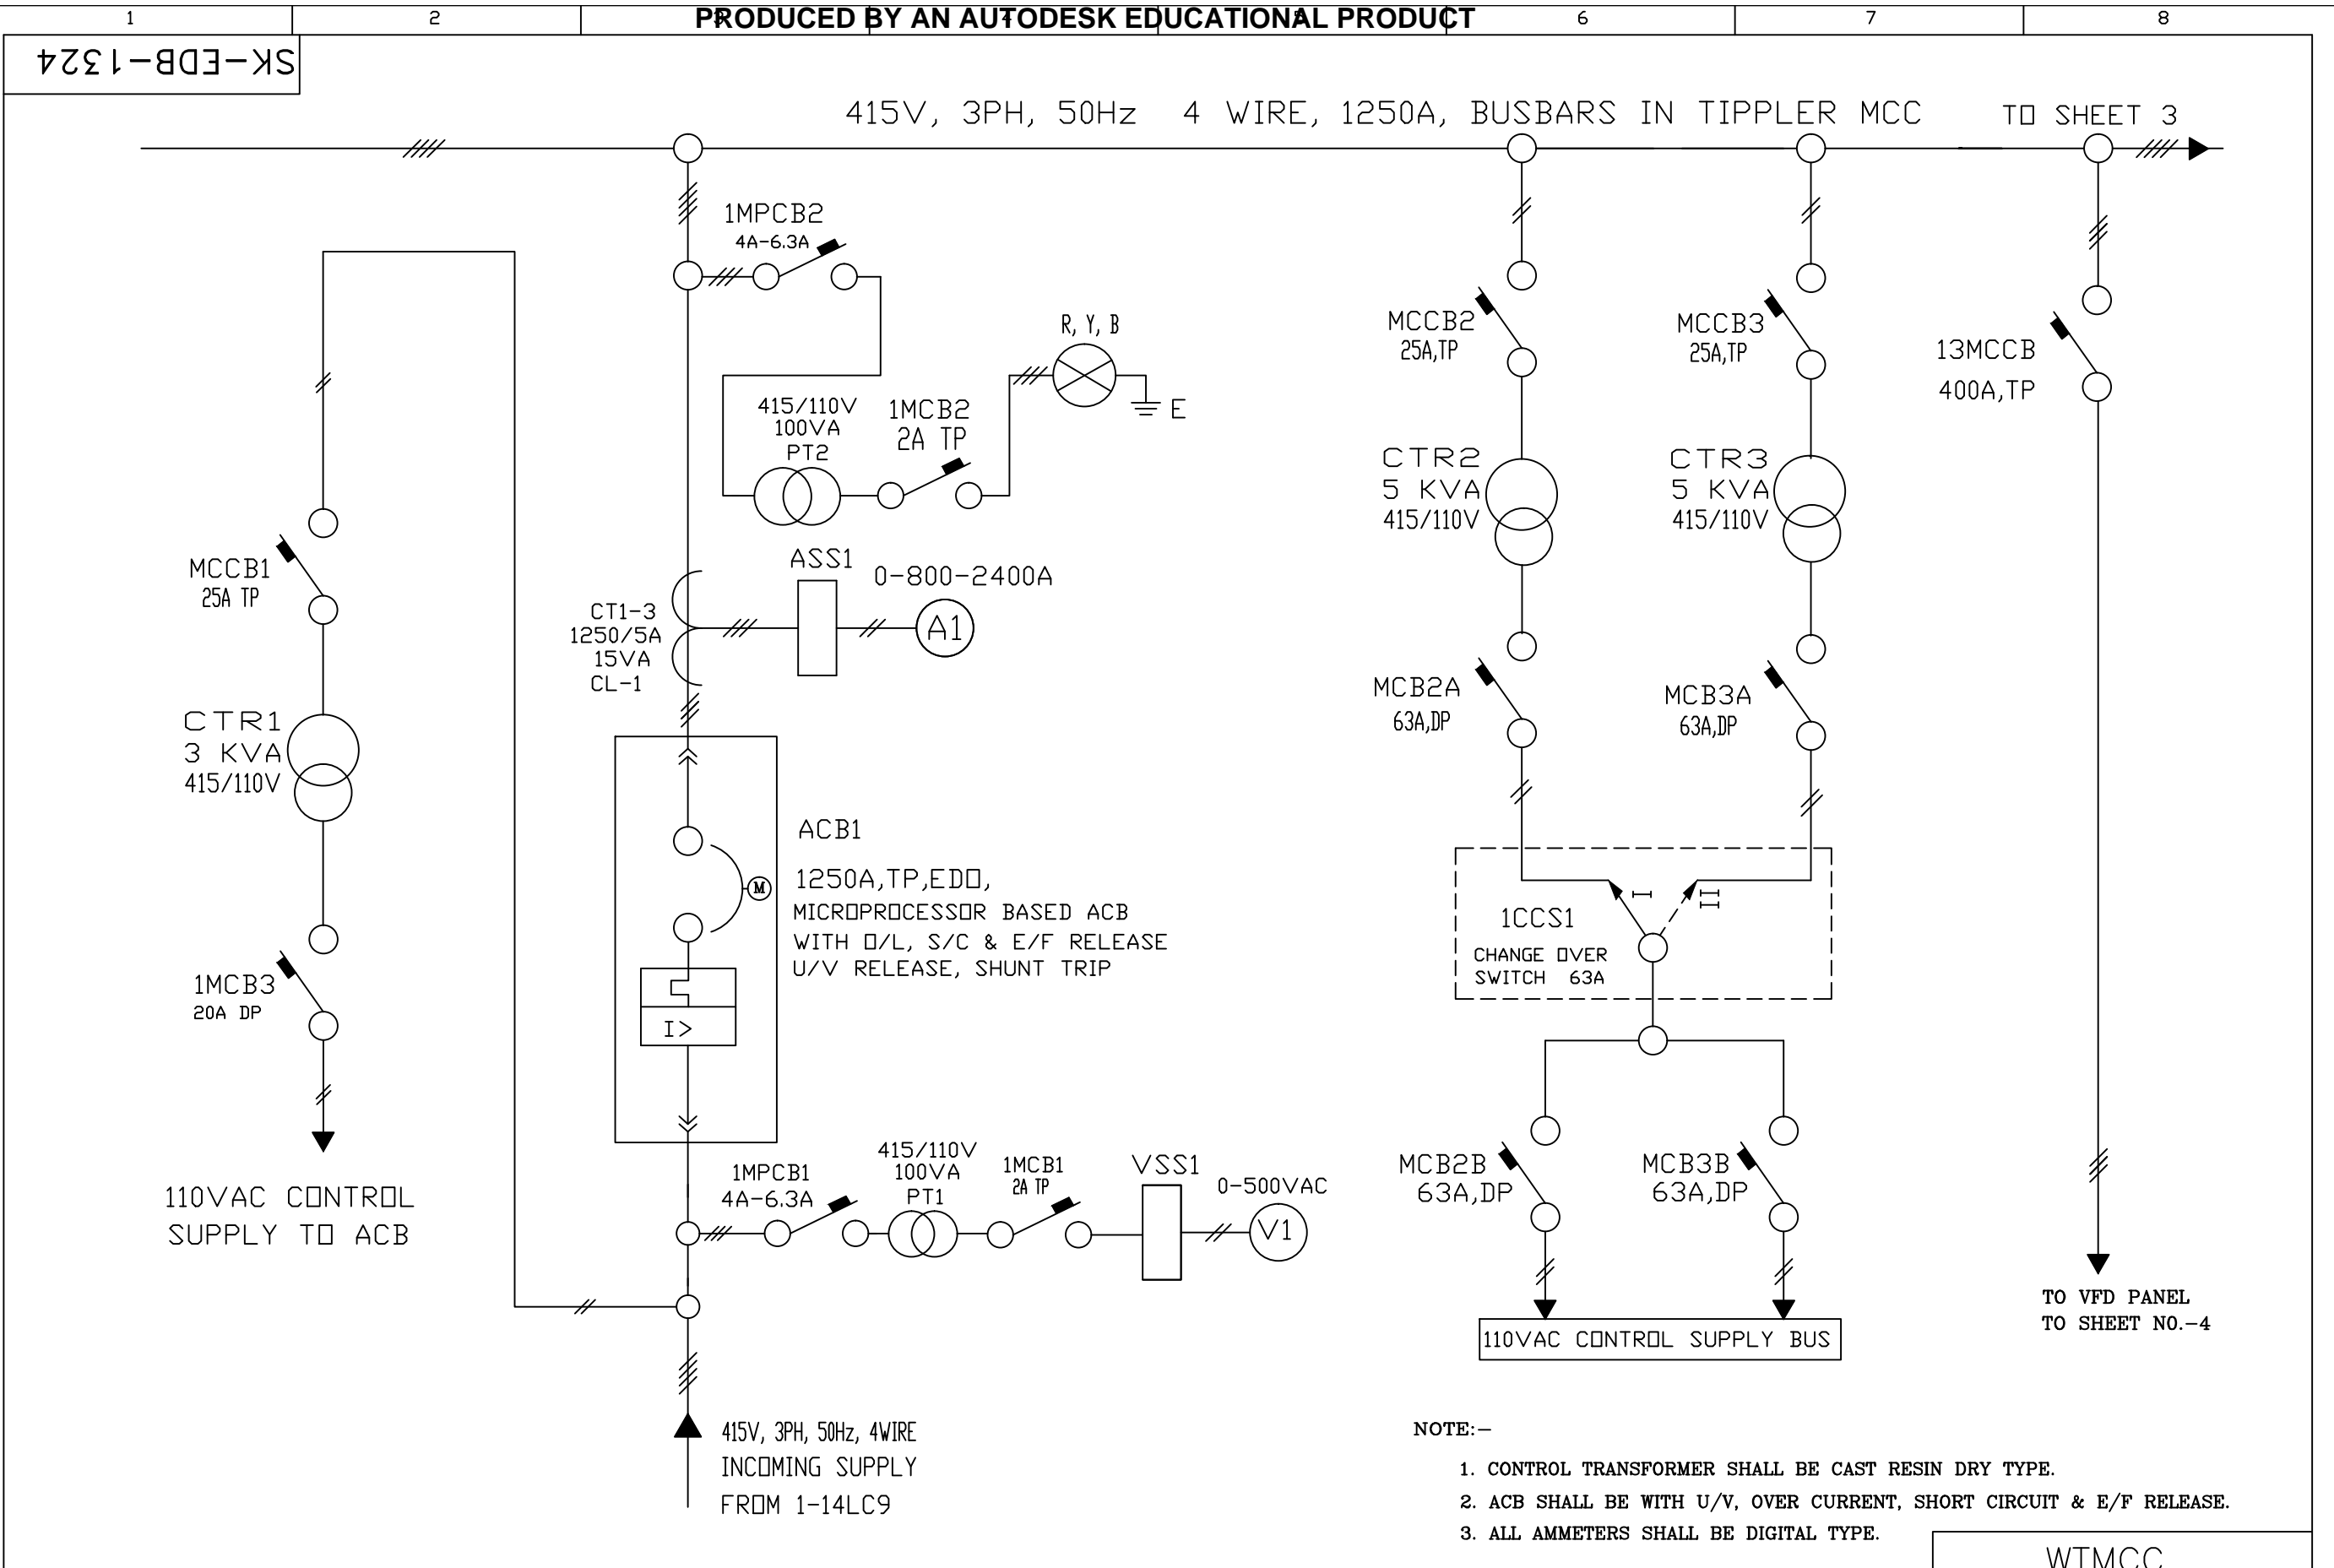 1 2 3 4 5 6 7 8
PRODUCED BY AN AUTODESK EDUCATIONAL PRODUCT
SK-EDB-1324
415V, 3PH, 50Hz 4 WIRE, 1250A, BUSBARS IN TIPPLER MCC
TO SHEET 3
1MPCB2
4A-6.3A
R, Y, B
E
415/110V
100VA
PT2
1MCB2
2A TP
MCCB2
25A,TP
MCCB3
25A,TP
13MCCB
400A,TP
CTR2
5 KVA
415/110V
CTR3
5 KVA
415/110V
MCCB1
25A TP
ASS1
0-800-2400A
A1
CT1-3
1250/5A
15VA
CL-1
MCB2A
63A,DP
MCB3A
63A,DP
CTR1
3 KVA
415/110V
ACB1
M
1250A,TP,EDO,
MICROPROCESSOR BASED ACB
WITH O/L, S/C & E/F RELEASE
U/V RELEASE, SHUNT TRIP
I>
I
II
1CCS1
CHANGE OVER
SWITCH 63A
1MCB3
20A DP
110VAC CONTROL
SUPPLY TO ACB
1MPCB1
4A-6.3A
415/110V
100VA
PT1
1MCB1
2A TP
VSS1
0-500VAC
V1
MCB2B
63A,DP
MCB3B
63A,DP
110VAC CONTROL SUPPLY BUS
TO VFD PANEL
TO SHEET NO.-4
415V, 3PH, 50Hz, 4WIRE
INCOMING SUPPLY
FROM 1-14LC9
NOTE:-
1. CONTROL TRANSFORMER SHALL BE CAST RESIN DRY TYPE.
2. ACB SHALL BE WITH U/V, OVER CURRENT, SHORT CIRCUIT & E/F RELEASE.
3. ALL AMMETERS SHALL BE DIGITAL TYPE.
WTMCC